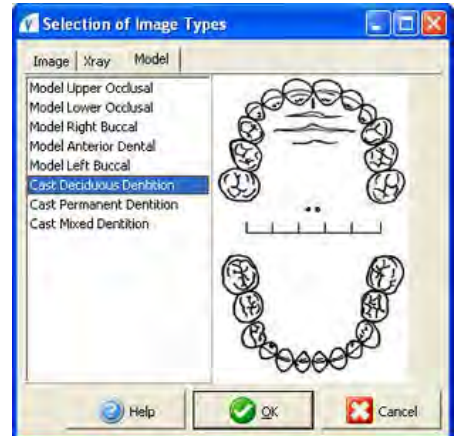 Selection of Image Types
Image Xray Model
Model Upper Occlusal
Model Lower Occlusal
Model Right Buccal
Model Anterior Dental
Model Left Buccal
Cast Deciduous Dentition
Cast Permanent Dentition
Cast Mixed Dentition
Help OK Cancel